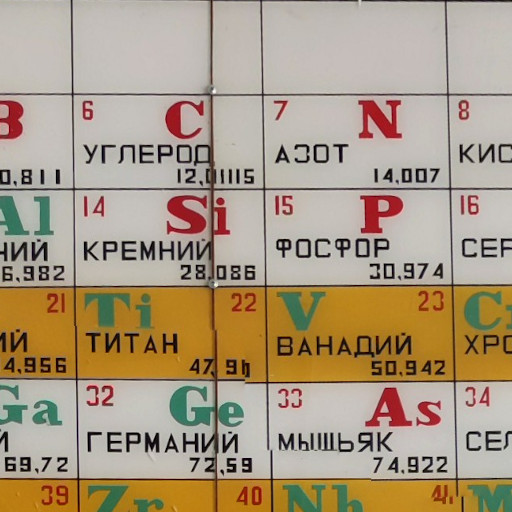 B 6 C 7 N 8
УГЛЕРОД АЗОТ КИС
0,811 12,01115 14,007
Al 14 Si 15 P 16
НИЙ КРЕМНИЙ ФОСФОР СЕР
6,982 28,086 30,974
21 Ti 22 V 23 Cr
ИЙ ТИТАН ВАНАДИЙ ХРО
4,956 47,9 50,942
Ga 32 Ge 33 As 34
Й ГЕРМАНИЙ МЫШЬЯК СЕЛ
69,72 72,59 74,922
39 Zr 40 Nb 41 M